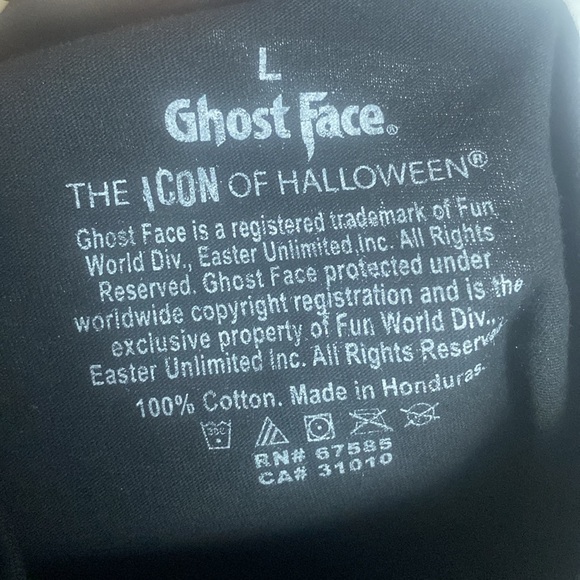 L
Ghost Face®
THE ICON OF HALLOWEEN®
Ghost Face is a registered trademark of Fun
World Div., Easter Unlimited Inc. All Rights
Reserved. Ghost Face protected under
worldwide copyright registration and is the
exclusive property of Fun World Div.,
Easter Unlimited Inc. All Rights Reserved.
100% Cotton. Made in Honduras.
30C
RN# 67585
CA# 31010